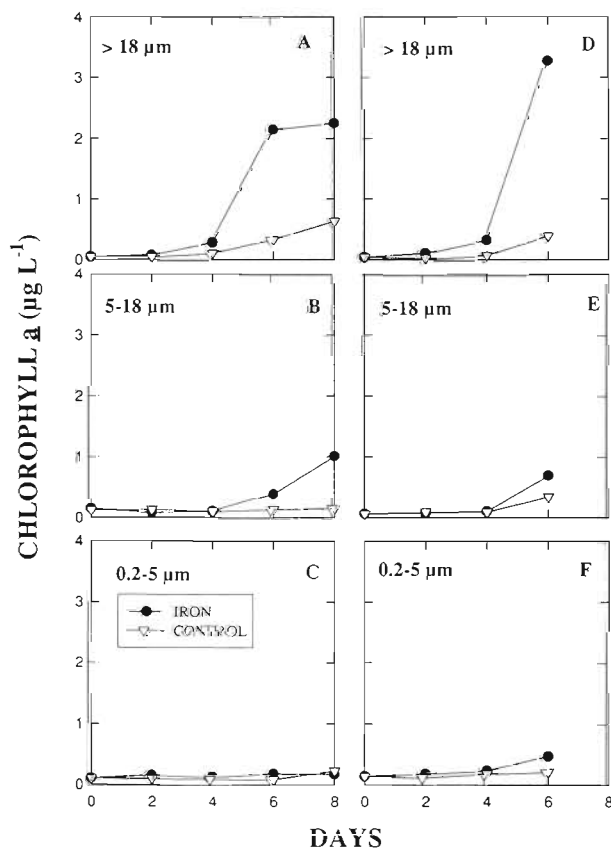 CHLOROPHYLL a (µg L⁻¹)
4
3
2
1
0
> 18 µm
A
> 18 µm
D
4
3
2
1
0
5-18 µm
B
5-18 µm
E
4
3
2
1
0
0.2-5 µm
C
0.2-5 µm
F
IRON
CONTROL
0 2 4 6 8
0 2 4 6 8
DAYS